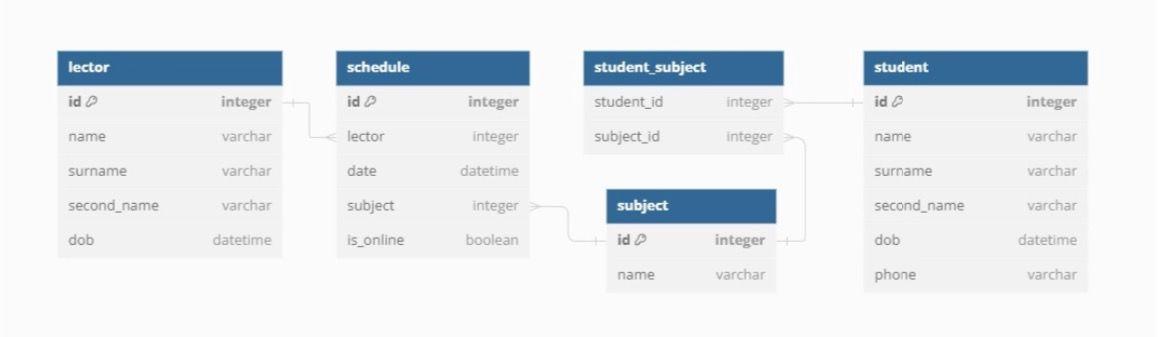 lector
id integer
name varchar
surname varchar
second_name varchar
dob datetime
schedule
id integer
lector integer
date datetime
subject integer
is_online boolean
student_subject
student_id integer
subject_id integer
subject
id integer
name varchar
student
id integer
name varchar
surname varchar
second_name varchar
dob datetime
phone varchar